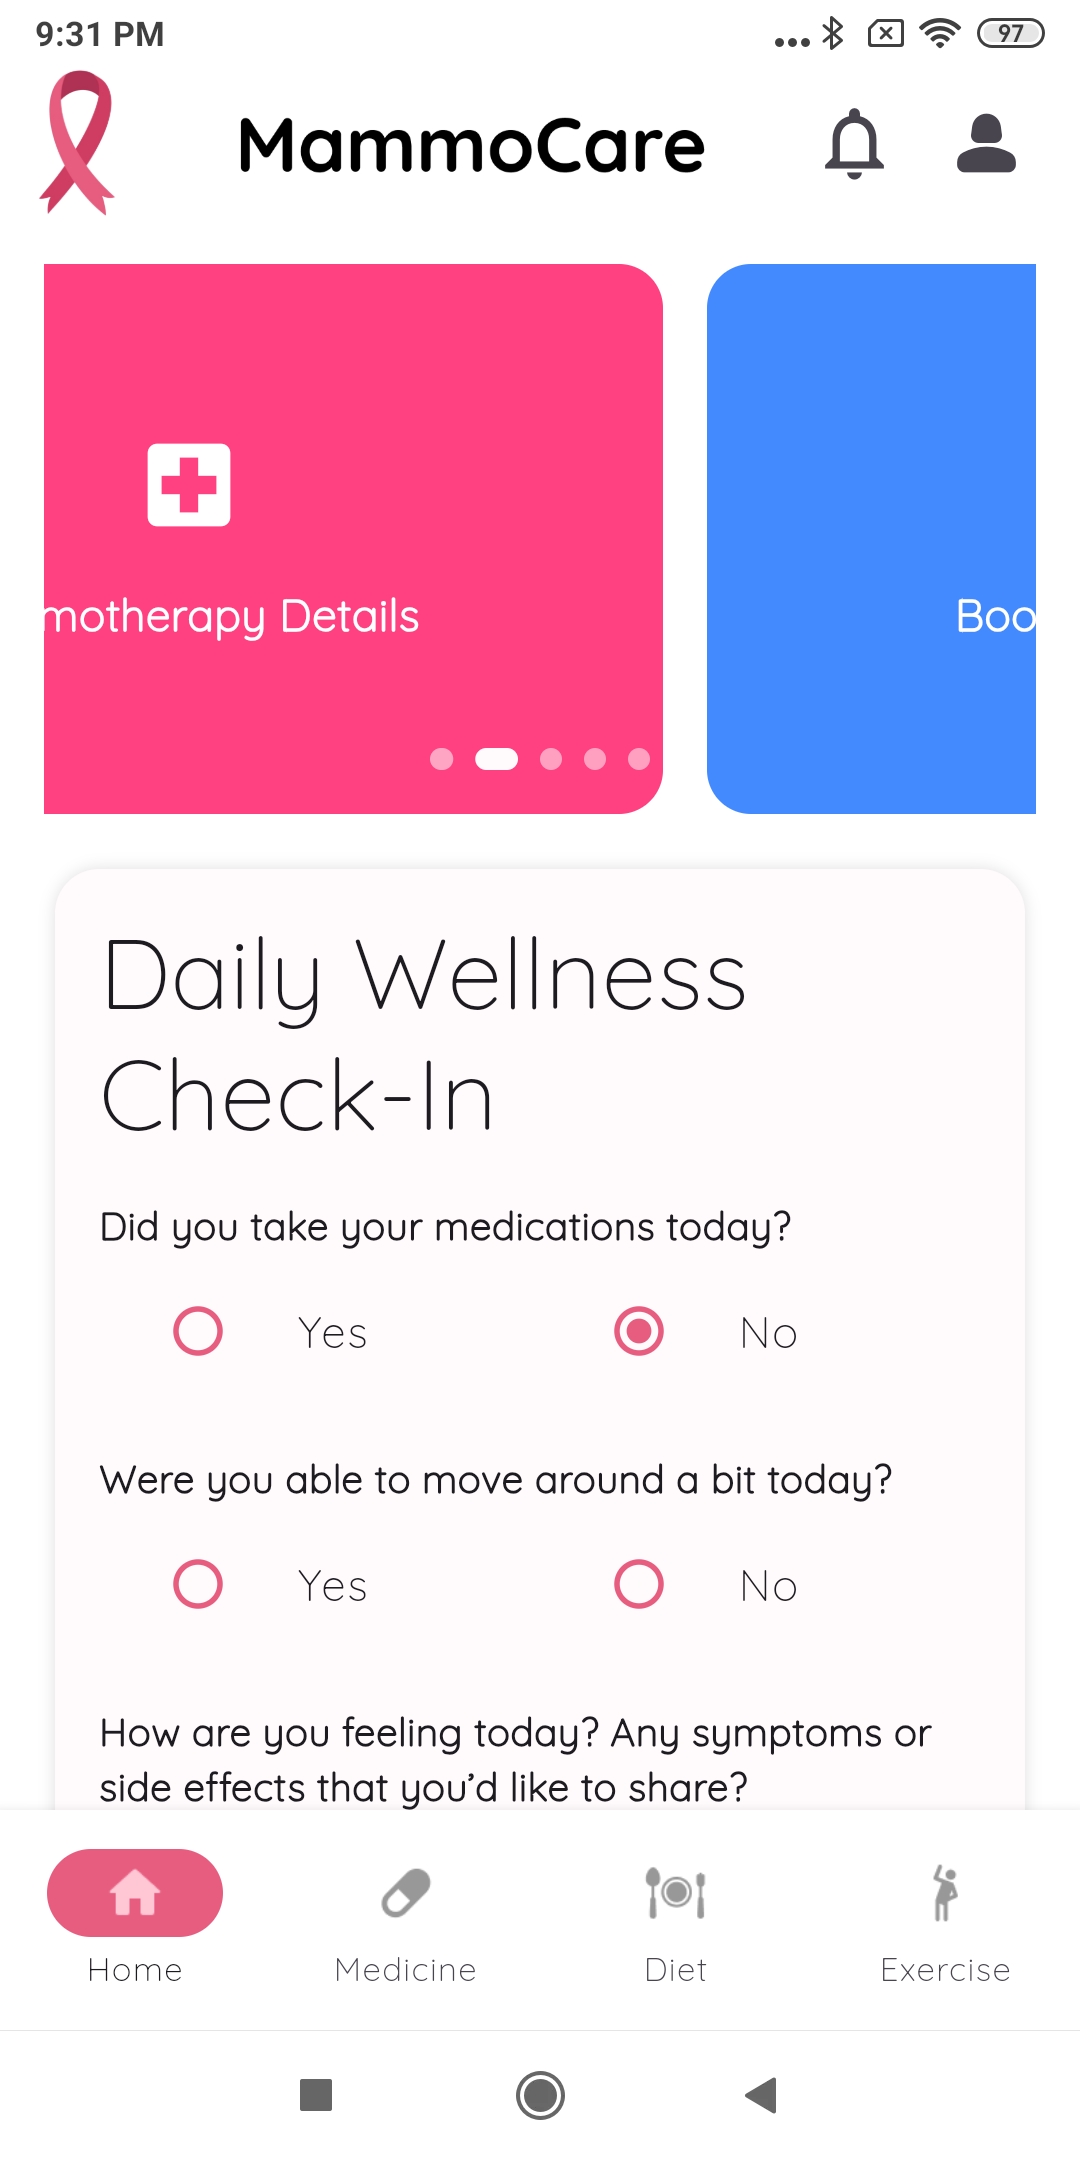 9:31 PM
97
MammoCare
motherapy Details
Boo
Daily Wellness
Check-In
Did you take your medications today?
Yes
No
Were you able to move around a bit today?
Yes
No
How are you feeling today? Any symptoms or
side effects that you’d like to share?
Home
Medicine
Diet
Exercise